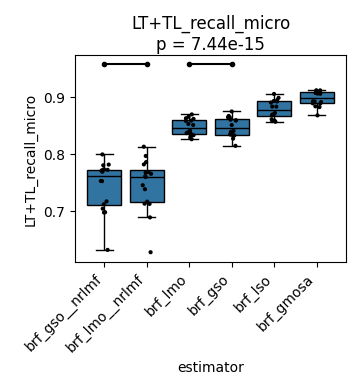 LT+TL_recall_micro
p = 7.44e-15
LT+TL_recall_micro
0.9
0.8
0.7
brf_gso__nrlmf
brf_lmo__nrlmf
brf_lmo
brf_gso
brf_lso
brf_gmosa
estimator